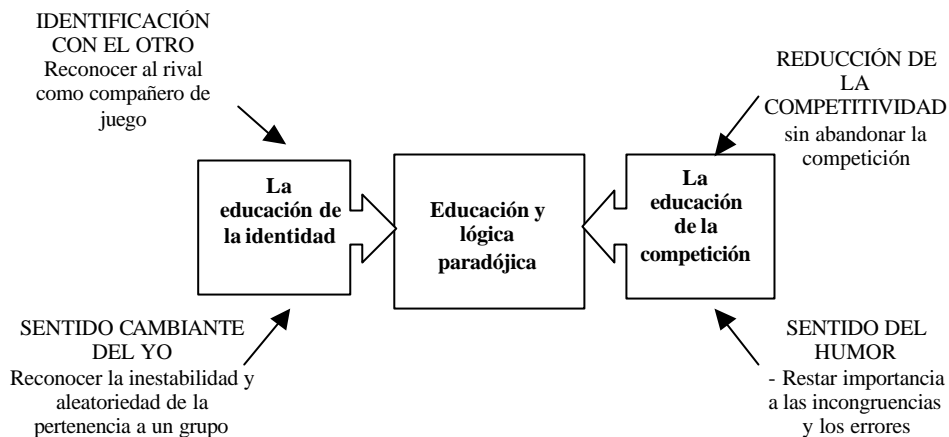 IDENTIFICACIÓN
CON EL OTRO
Reconocer al rival
como compañero de
juego
REDUCCIÓN DE
LA
COMPETITIVIDAD
sin abandonar la
competición
La
educación de
la identidad
Educación y
lógica
paradójica
La
educación
de la
competición
SENTIDO CAMBIANTE
DEL YO
Reconocer la inestabilidad y
aleatoriedad de la
pertenencia a un grupo
SENTIDO DEL
HUMOR
- Restar importancia
a las incongruencias
y los errores